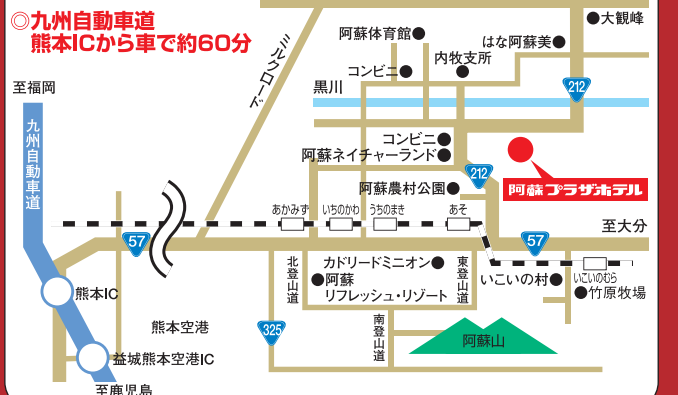 ◎九州自動車道
熊本ICから車で約60分
至福岡
九州自動車道
ミルクロード
阿蘇体育館
大観峰
はな阿蘇美
コンビニ
内牧支所
黒川
212
コンビニ
阿蘇ネイチャーランド
212
阿蘇農村公園
阿蘇 プラザホテル
あかみず
いちのかわ
うちのまき
あそ
至大分
57
57
北登山道
カドリードミニオン
東登山道
いこいの村
いこいのむら
阿蘇
リフレッシュ・リゾート
竹原牧場
熊本IC
熊本空港
325
南登山道
阿蘇山
益城熊本空港IC
至鹿児島